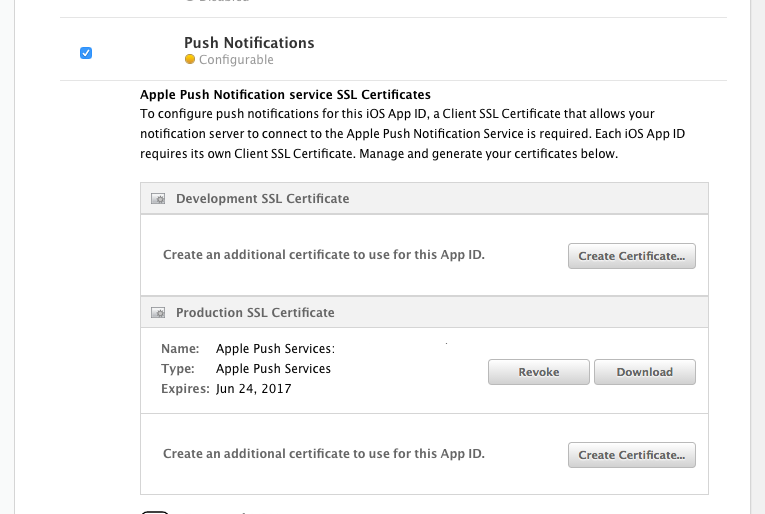 Push Notifications
Configurable
Apple Push Notification service SSL Certificates
To configure push notifications for this iOS App ID, a Client SSL Certificate that allows your
notification server to connect to the Apple Push Notification Service is required. Each iOS App ID
requires its own Client SSL Certificate. Manage and generate your certificates below.
Development SSL Certificate
Create an additional certificate to use for this App ID.
Create Certificate...
Production SSL Certificate
Name: Apple Push Services:
Type: Apple Push Services
Expires: Jun 24, 2017
Revoke
Download
Create an additional certificate to use for this App ID.
Create Certificate...